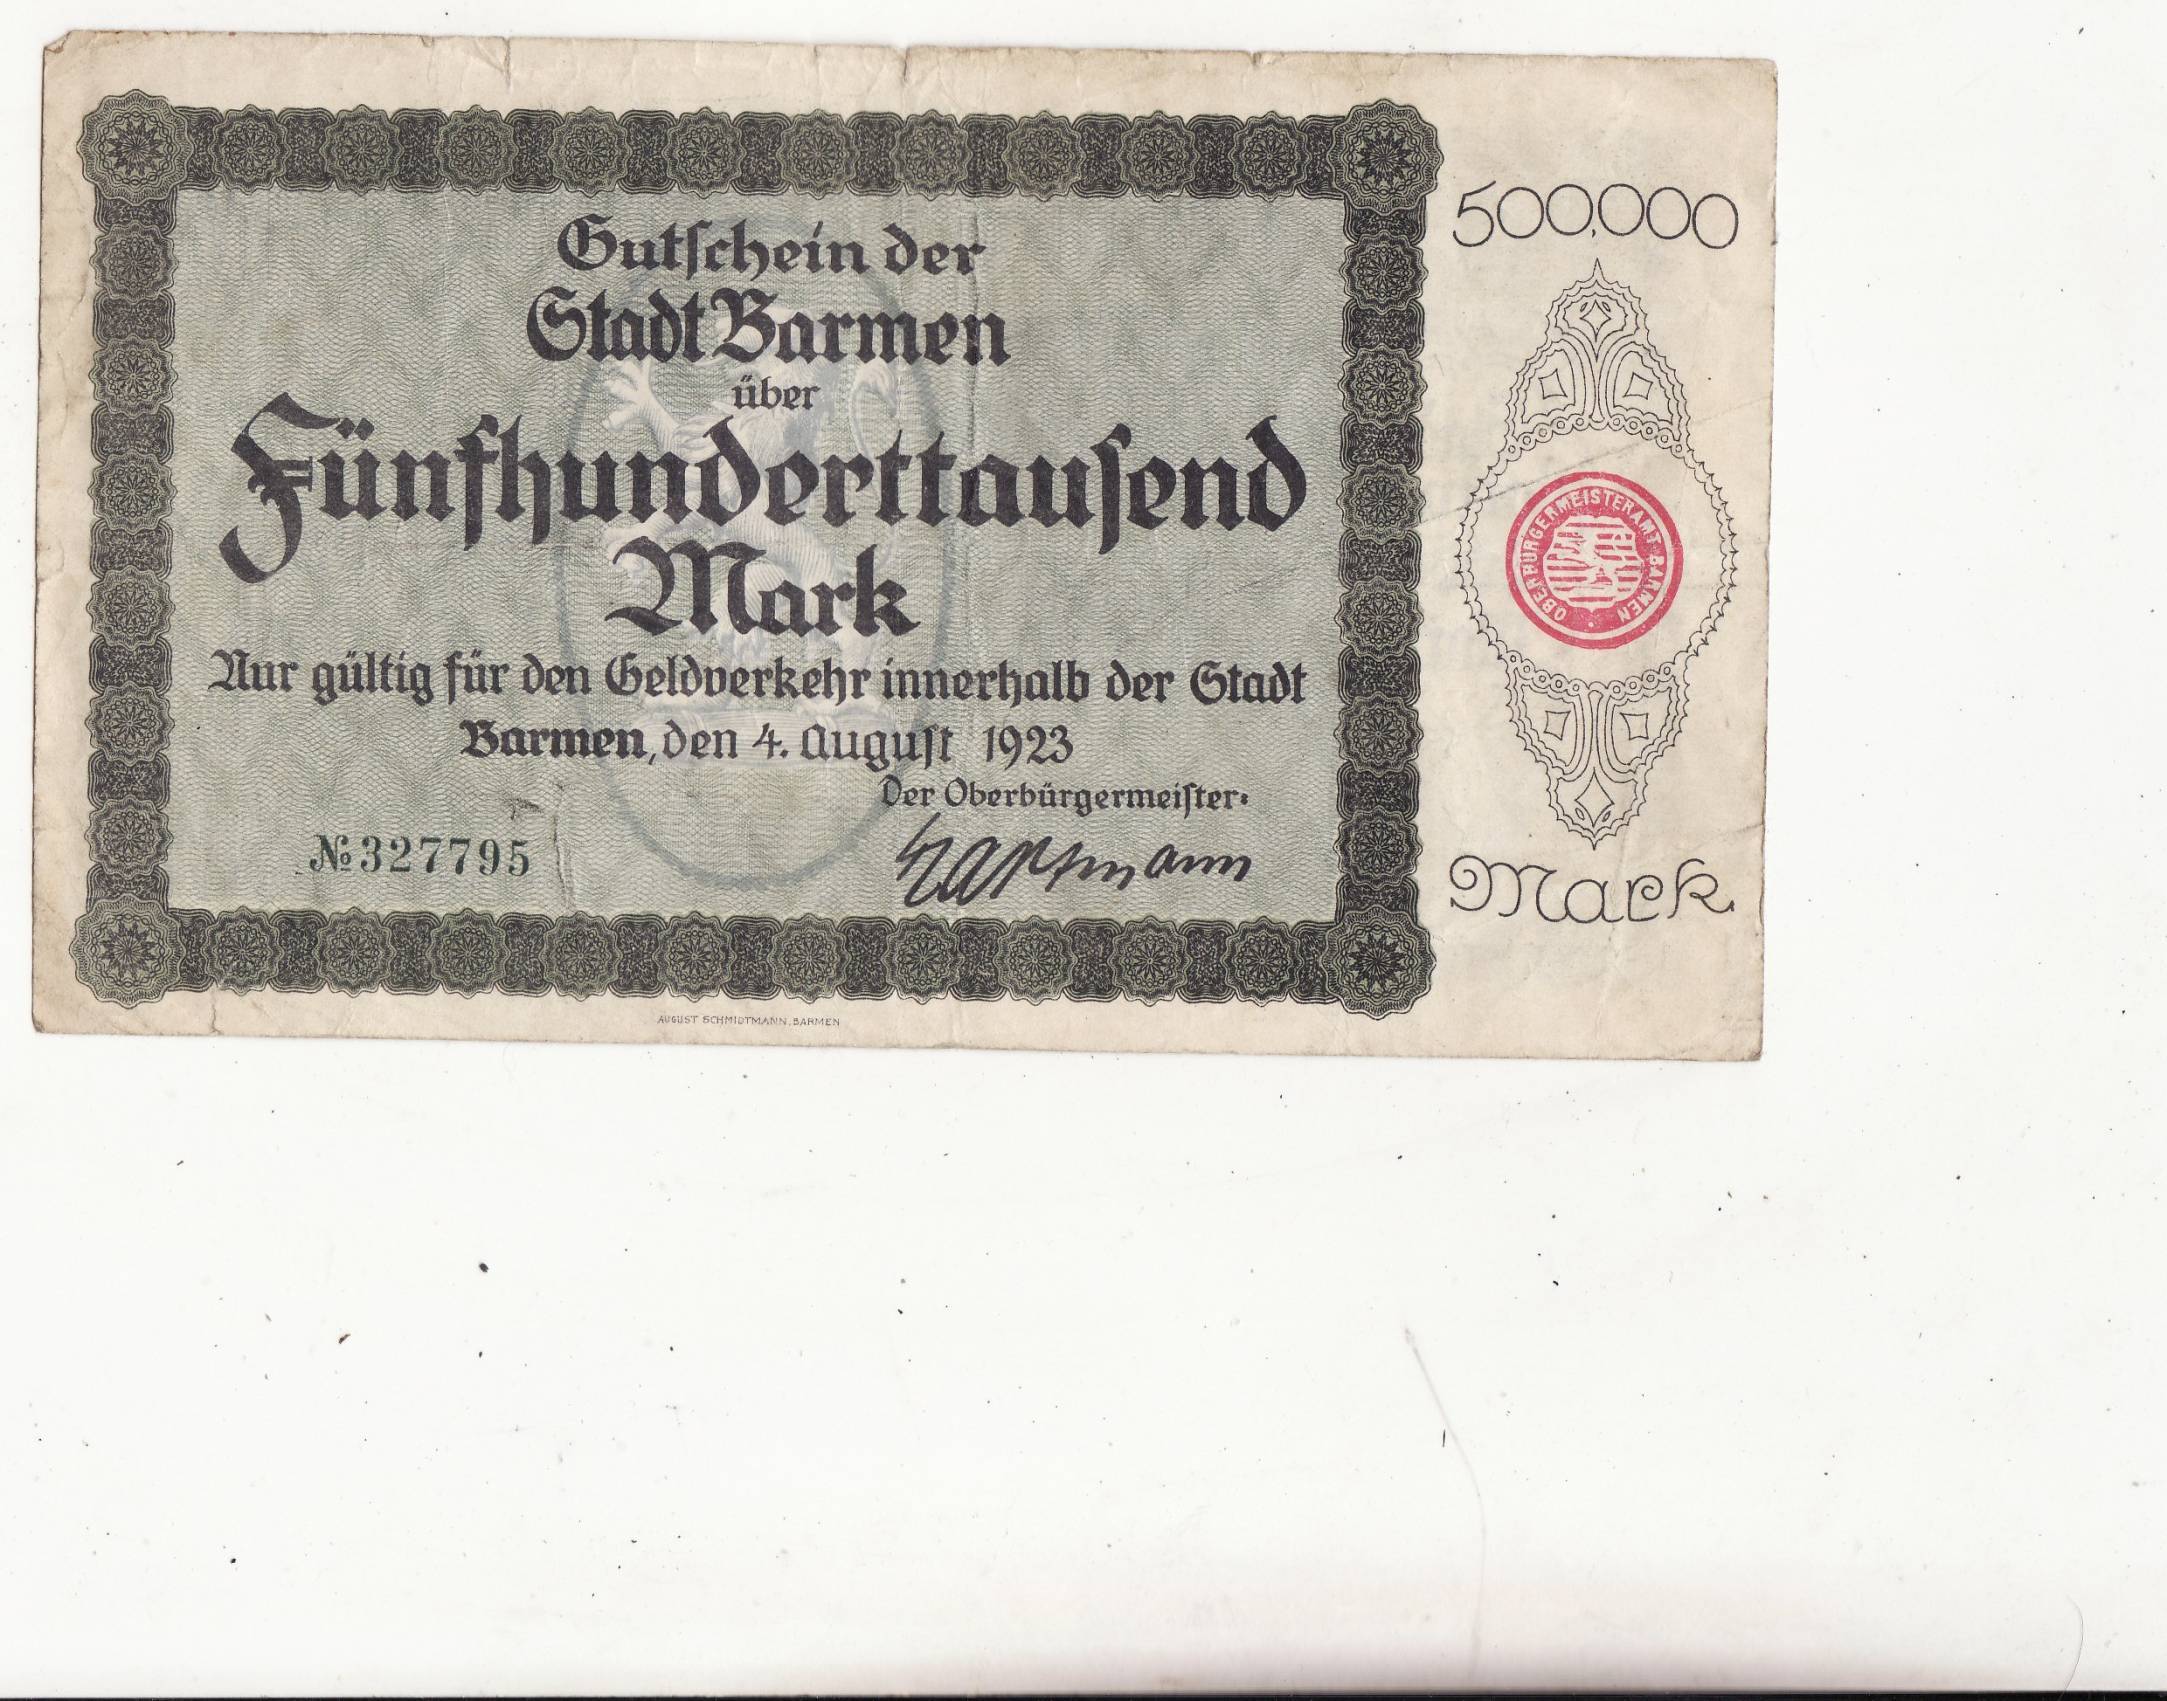 Gutschein der
Stadt Barmen
über
Fünfhunderttausend
Mark
Nur gültig für den Geldverkehr innerhalb der Stadt
Barmen, den 4. August 1923
Der Oberbürgermeister:
№ 327795
AUGUST SCHMIDTMANN, BARMEN
500,000
OBERBÜRGERMEISTERAMT BARMEN
Mark